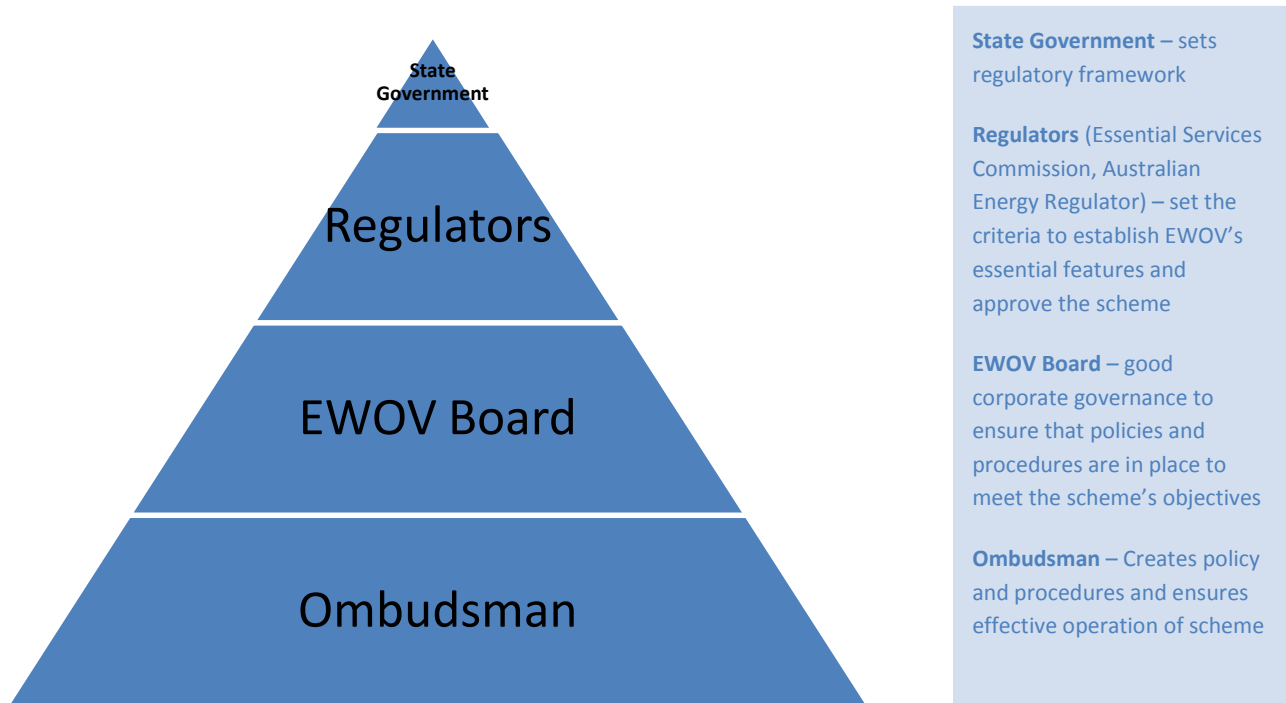 State
Government
Regulators
EWOV Board
Ombudsman
State Government – sets
regulatory framework
Regulators (Essential Services
Commission, Australian
Energy Regulator) – set the
criteria to establish EWOV’s
essential features and
approve the scheme
EWOV Board – good
corporate governance to
ensure that policies and
procedures are in place to
meet the scheme’s objectives
Ombudsman – Creates policy
and procedures and ensures
effective operation of scheme